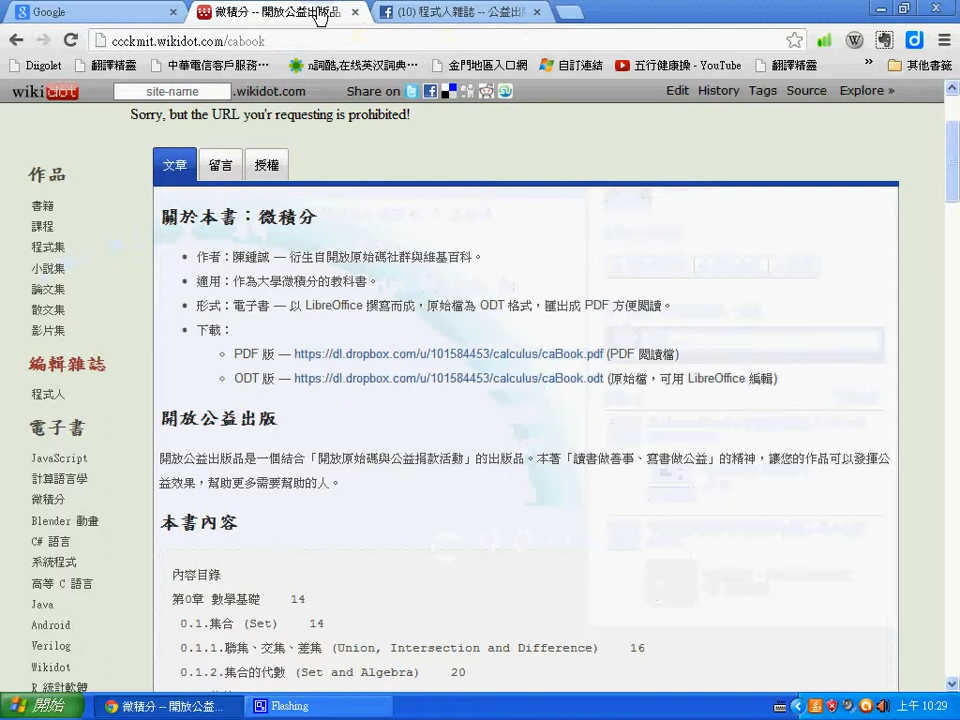 Google
微積分 -- 開放公益出版品
(10) 程式人雜誌 -- 公益出
ccckmit.wikidot.com/cabook
Diigolet
翻譯精靈
中華電信客戶服務…
n詞酷,在线英汉词典…
金門地區入口網
自訂連結
五行健康操 - YouTube
翻譯精靈
»
其他書籤
wikidot
site-name
.wikidot.com
Share on
Edit
History
Tags
Source
Explore »
Sorry, but the URL you'r requesting is prohibited!
作品
書籍
課程
程式集
小說集
論文集
散文集
影片集
編輯雜誌
程式人
電子書
JavaScript
計算語言學
微積分
Blender 動畫
C# 語言
系統程式
高等 C 語言
Java
Android
Verilog
Wikidot
R 統計軟體
文章
留言
授權
關於本書：微積分
作者：陳鍾誠 — 衍生自開放原始碼社群與維基百科。
適用：作為大學微積分的教科書。
形式：電子書 — 以 LibreOffice 撰寫而成，原始檔為 ODT 格式，匯出成 PDF 方便閱讀。
下載：
PDF 版 — https://dl.dropbox.com/u/101584453/calculus/caBook.pdf (PDF 閱讀檔)
ODT 版 — https://dl.dropbox.com/u/101584453/calculus/caBook.odt (原始檔，可用 LibreOffice 編輯)
開放公益出版
開放公益出版品是一個結合「開放原始碼與公益捐款活動」的出版品。本著「讀書做善事、寫書做公益」的精神，讓您的作品可以發揮公
益效果，幫助更多需要幫助的人。
本書內容
內容目錄
第0章 數學基礎 14
0.1.集合 (Set) 14
0.1.1.聯集、交集、差集 (Union, Intersection and Difference) 16
0.1.2.集合的代數 (Set and Algebra) 20
開始
微積分 -- 開放公益...
Flashing
上午 10:29